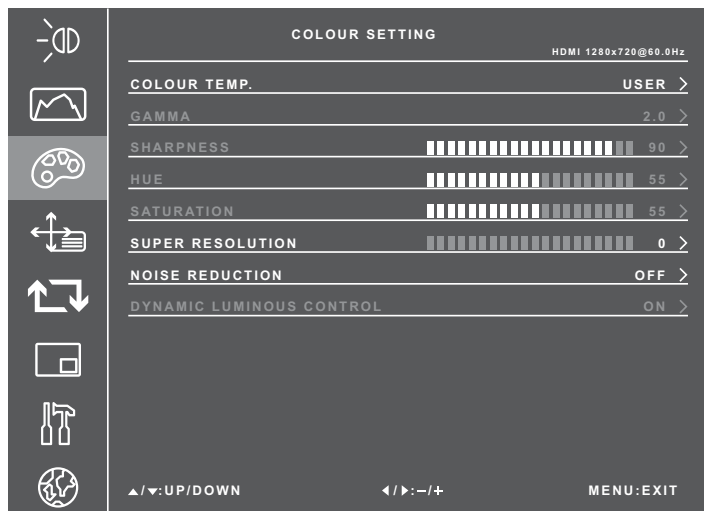 COLOUR SETTING
HDMI 1280x720@60.0Hz
COLOUR TEMP. USER >
GAMMA 2.0 >
SHARPNESS 90 >
HUE 55 >
SATURATION 55 >
SUPER RESOLUTION 0 >
NOISE REDUCTION OFF >
DYNAMIC LUMINOUS CONTROL ON >
▲/▼:UP/DOWN ◀/▶:−/+ MENU:EXIT